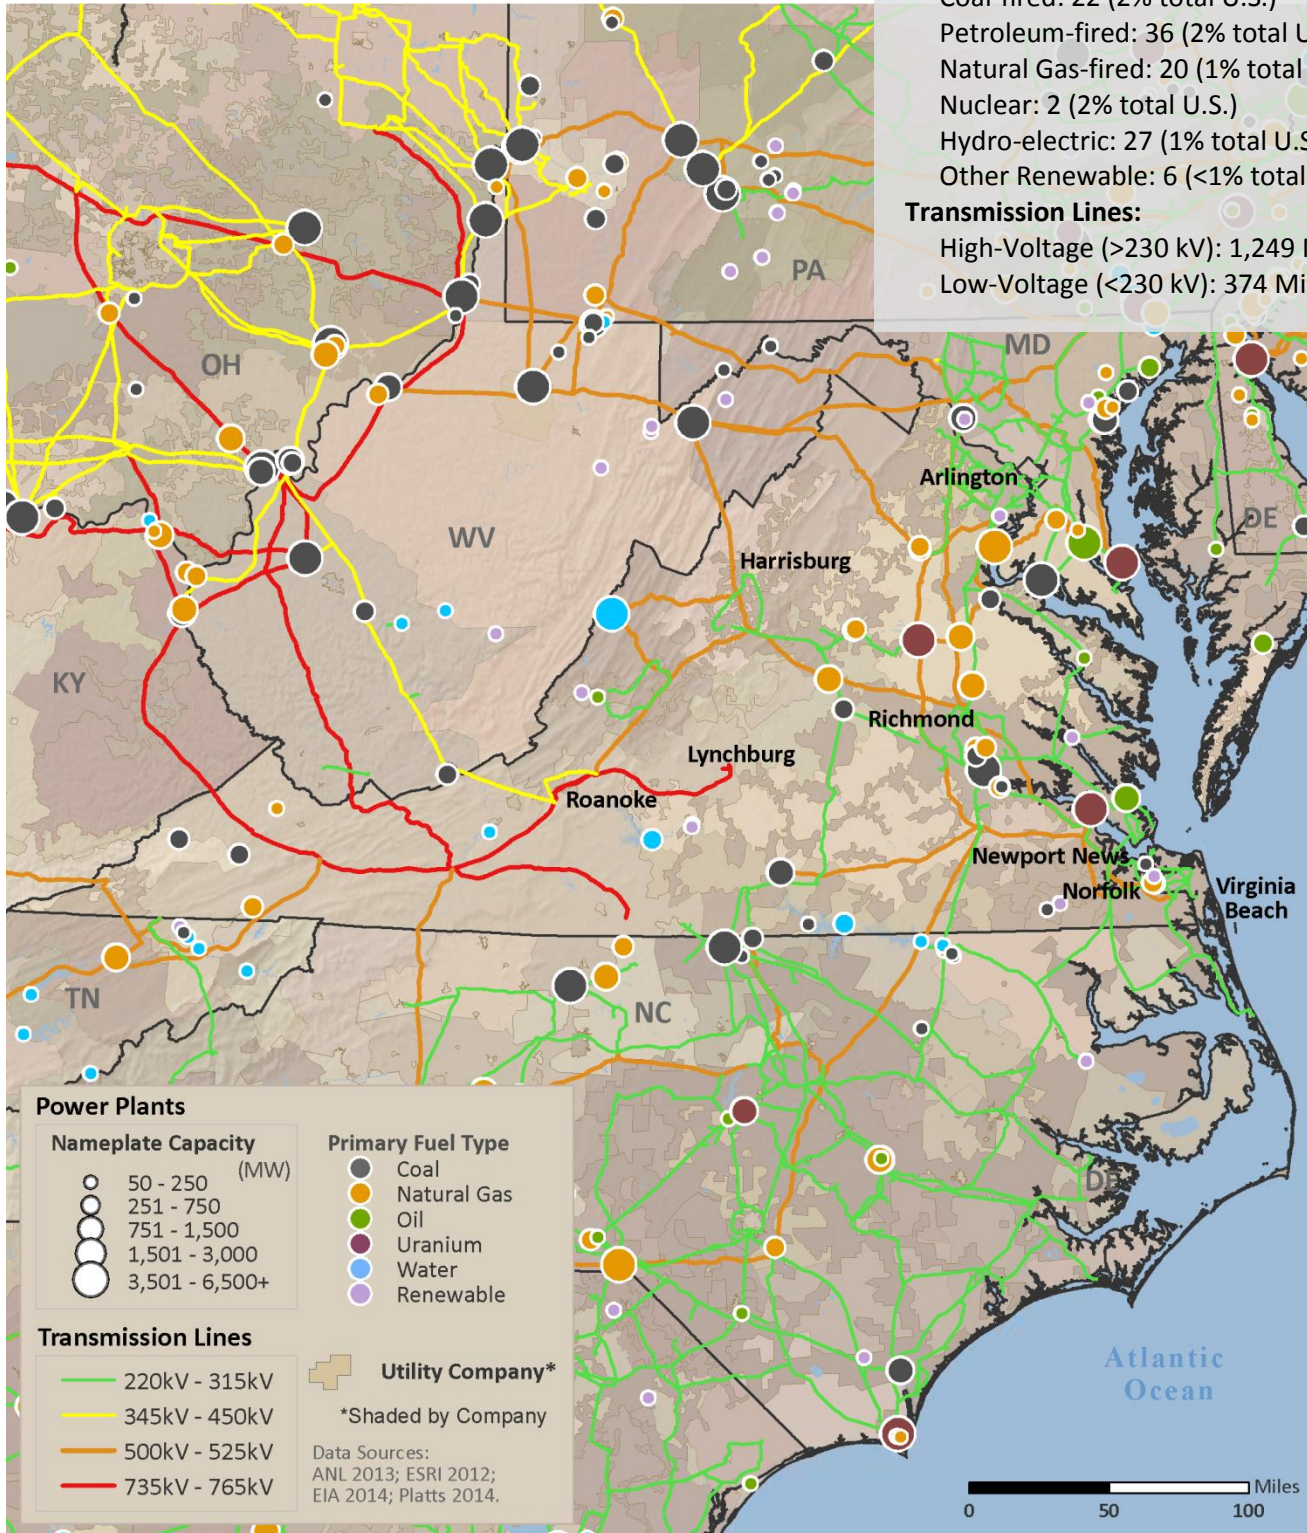 Coal-fired: 22 (2% total U.S.)
Petroleum-fired: 36 (2% total U
Natural Gas-fired: 20 (1% total
Nuclear: 2 (2% total U.S.)
Hydro-electric: 27 (1% total U.S
Other Renewable: 6 (<1% total
Transmission Lines:
High-Voltage (>230 kV): 1,249
Low-Voltage (<230 kV): 374 Mi
PA
OH
MD
Arlington
WV
DE
Harrisburg
KY
Richmond
Lynchburg
Roanoke
Newport News
Norfolk
Virginia
Beach
TN
NC
DE
Power Plants
Nameplate Capacity
(MW)
50 - 250
251 - 750
751 - 1,500
1,501 - 3,000
3,501 - 6,500+
Primary Fuel Type
Coal
Natural Gas
Oil
Uranium
Water
Renewable
Transmission Lines
220kV - 315kV
345kV - 450kV
500kV - 525kV
735kV - 765kV
Utility Company*
*Shaded by Company
Data Sources:
ANL 2013; ESRI 2012;
EIA 2014; Platts 2014.
Atlantic
Ocean
Miles
0 50 100